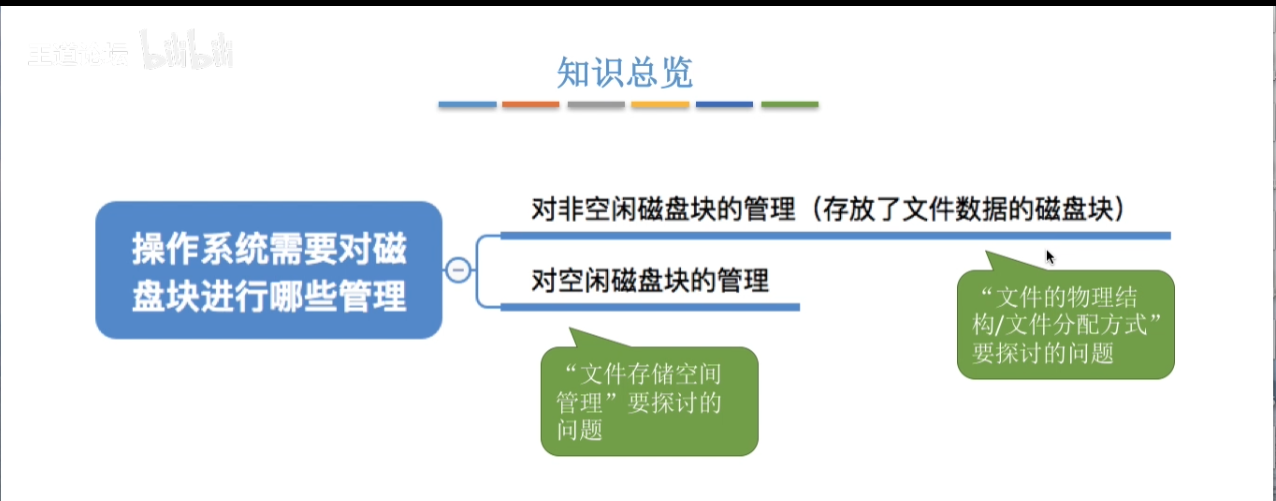 王道论坛 bilibili
知识总览
操作系统需要对磁
盘块进行哪些管理
对非空闲磁盘块的管理（存放了文件数据的磁盘块）
对空闲磁盘块的管理
“文件的物理结
构/文件分配方式”
要探讨的问题
“文件存储空间
管理”要探讨的
问题